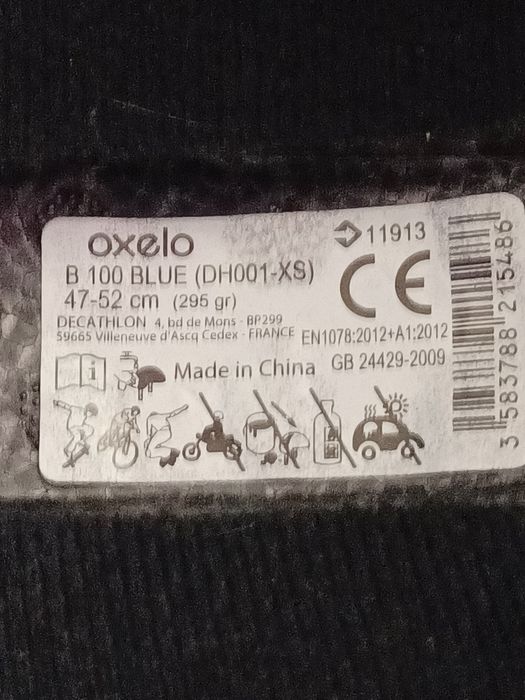 oxelo
11913
B 100 BLUE (DH001-XS)
47-52 cm (295 gr)
CE
DECATHLON 4, bd de Mons - BP299
59665 Villeneuve d'Ascq Cedex - FRANCE
EN1078:2012+A1:2012
i
Made in China
GB 24429-2009
3 583788 215486